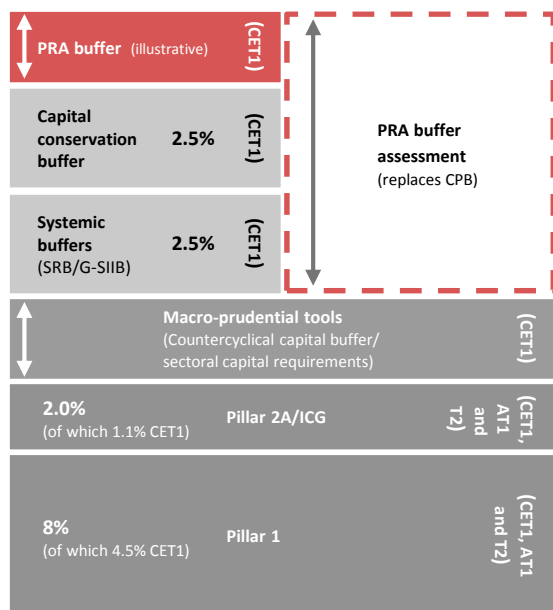 PRA buffer (illustrative)
(CET1)
Capital
conservation
buffer
2.5%
(CET1)
PRA buffer
assessment
(replaces CPB)
Systemic
buffers
(SRB/G-SIIB)
2.5%
(CET1)
Macro-prudential tools
(Countercyclical capital buffer/
sectoral capital requirements)
(CET1)
2.0%
(of which 1.1% CET1)
Pillar 2A/ICG
(CET1,
AT1
and
T2)
8%
(of which 4.5% CET1)
Pillar 1
(CET1, AT1
and T2)